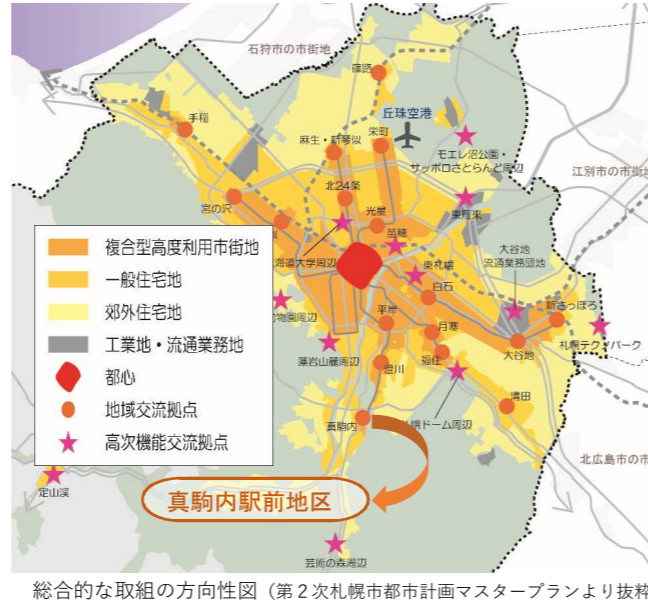 石狩市の市街地
篠路
丘珠空港
手稲
麻生・新琴似
栄町
モエレ沼公園・
サッポロさとらんど周辺
江別市の市街地
北24条
宮の沢
光星
東雁来
苗穂
大谷地
流通業務団地
海道大学周辺
東札幌
白石
新さっぽろ
平岸
月寒
物園周辺
札幌テクノパーク
大谷地
藻岩山麓周辺
福住
澄川
清田
真駒内
幌ドーム周辺
北広島市の市
定山渓
芸術の森周辺
複合型高度利用市街地
一般住宅地
郊外住宅地
工業地・流通業務地
都心
地域交流拠点
高次機能交流拠点
真駒内駅前地区
総合的な取組の方向性図（第２次札幌市都市計画マスタープランより抜粋